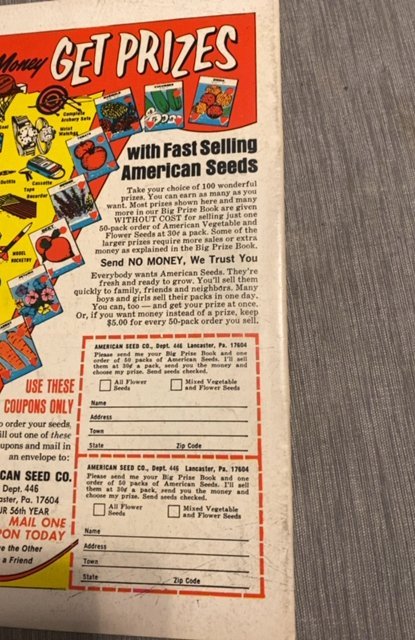 Money GET PRIZES
Complete
Archery Sets
Wrist
Watches
Cassette
Tape
Recorder
BEET
MODEL
ROCKETRY
with Fast Selling
American Seeds
Take your choice of 100 wonderful
prizes. You can earn as many as you
want. Most prizes shown here and many
more in our Big Prize Book are given
WITHOUT COST for selling just one
50-pack order of American Vegetable and
Flower Seeds at 30¢ a pack. Some of the
larger prizes require more sales or extra
money as explained in the Big Prize Book.
Send NO MONEY, We Trust You
Everybody wants American Seeds. They're
fresh and ready to grow. You'll sell them
quickly to family, friends and neighbors. Many
boys and girls sell their packs in one day.
You can, too — and get your prize at once.
Or, if you want money instead of a prize, keep
$5.00 for every 50-pack order you sell.
USE THESE
COUPONS ONLY
o order your seeds,
ill out one of these
upons and mail in
an envelope to:
CAN SEED CO.
Dept. 446
aster, Pa. 17604
UR 56th YEAR
MAIL ONE
PON TODAY
ve the Other
a Friend
AMERICAN SEED CO., Dept. 446 Lancaster, Pa. 17604
Please send me your Big Prize Book and one
order of 50 packs of American Seeds. I'll sell
them at 30¢ a pack, send you the money and
choose my prize. Send seeds checked.
All Flower
Seeds
Mixed Vegetable
and Flower Seeds
Name
Address
Town
State Zip Code
AMERICAN SEED CO., Dept. 446 Lancaster, Pa. 17604
Please send me your Big Prize Book and one
order of 50 packs of American Seeds. I'll sell
them at 30¢ a pack, send you the money and
choose my prize. Send seeds checked.
All Flower
Seeds
Mixed Vegetable
and Flower Seeds
Name
Address
Town
State Zip Code